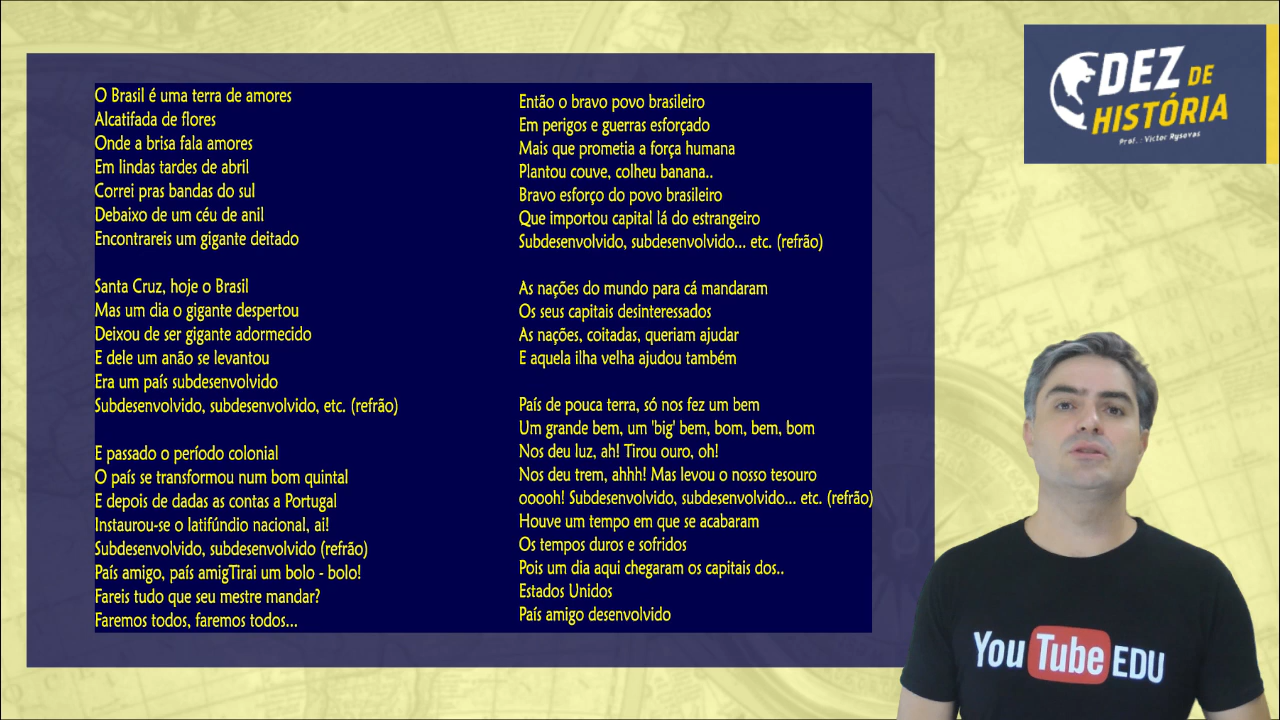 O Brasil é uma terra de amores
Alcatifada de flores
Onde a brisa fala amores
Em lindas tardes de abril
Correi pras bandas do sul
Debaixo de um céu de anil
Encontrareis um gigante deitado
Santa Cruz, hoje o Brasil
Mas um dia o gigante despertou
Deixou de ser gigante adormecido
E dele um anão se levantou
Era um país subdesenvolvido
Subdesenvolvido, subdesenvolvido, etc. (refrão)
E passado o período colonial
O país se transformou num bom quintal
E depois de dadas as contas a Portugal
Instaurou-se o latifúndio nacional, ai!
Subdesenvolvido, subdesenvolvido (refrão)
País amigo, país amigTirai um bolo - bolo!
Fareis tudo que seu mestre mandar?
Faremos todos, faremos todos...
Então o bravo povo brasileiro
Em perigos e guerras esforçado
Mais que prometia a força humana
Plantou couve, colheu banana..
Bravo esforço do povo brasileiro
Que importou capital lá do estrangeiro
Subdesenvolvido, subdesenvolvido... etc. (refrão)
As nações do mundo para cá mandaram
Os seus capitais desinteressados
As nações, coitadas, queriam ajudar
E aquela ilha velha ajudou também
País de pouca terra, só nos fez um bem
Um grande bem, um 'big' bem, bom, bem, bom
Nos deu luz, ah! Tirou ouro, oh!
Nos deu trem, ahhh! Mas levou o nosso tesouro
ooooh! Subdesenvolvido, subdesenvolvido... etc. (refrão)
Houve um tempo em que se acabaram
Os tempos duros e sofridos
Pois um dia aqui chegaram os capitais dos..
Estados Unidos
País amigo desenvolvido
DEZ DE
HISTÓRIA
Prof.: Victor Rysovas
YouTube EDU